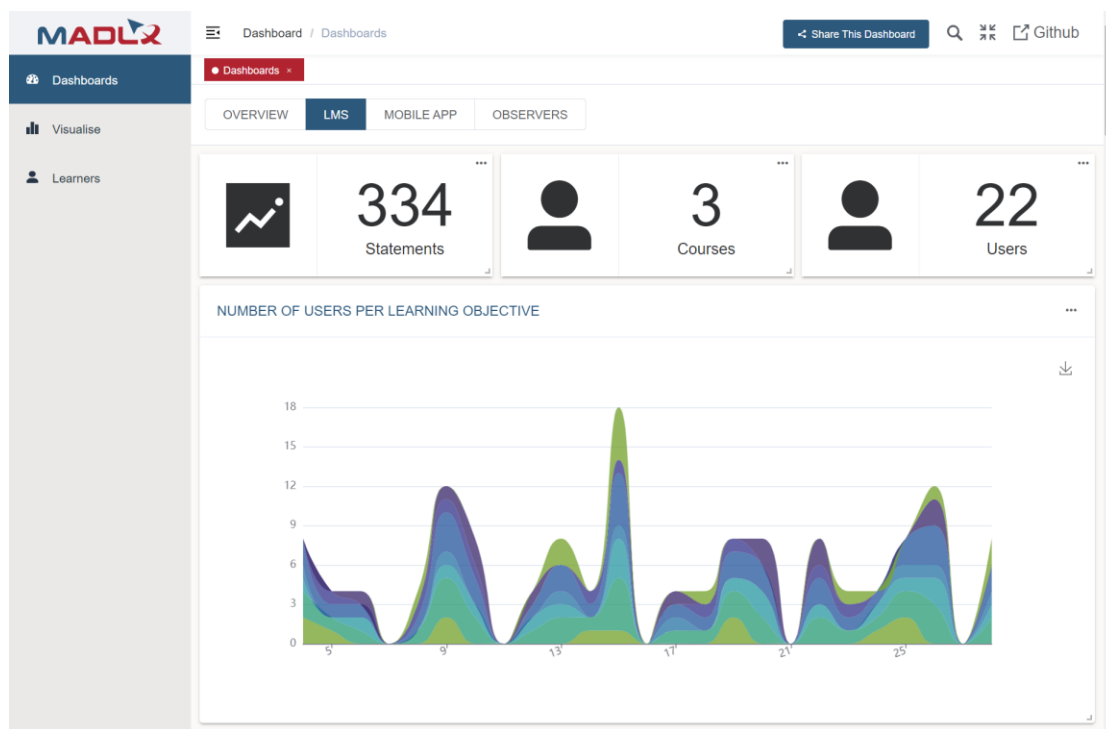 MADLX
Dashboard / Dashboards
Share This Dashboard
Github
Dashboards
Dashboards ×
OVERVIEW LMS MOBILE APP OBSERVERS
Visualise
Learners
334
Statements
3
Courses
22
Users
NUMBER OF USERS PER LEARNING OBJECTIVE
18
15
12
9
6
3
0
5 9 13 17 21 25